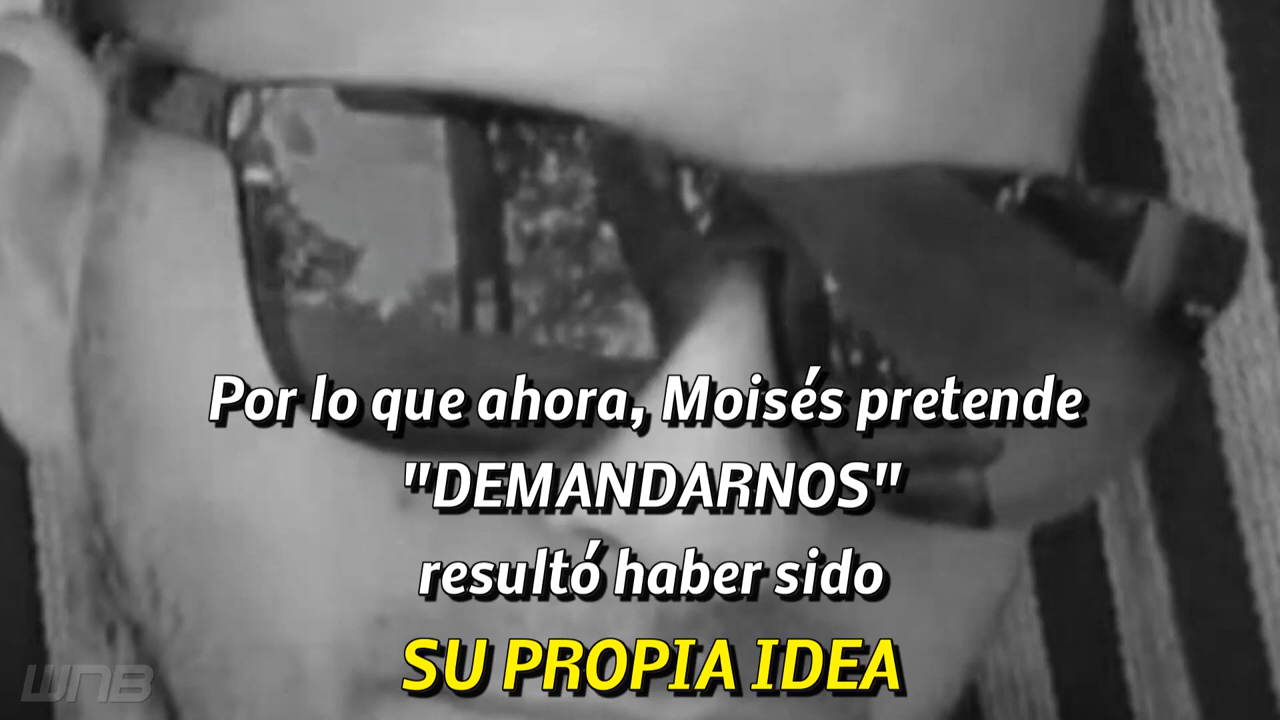 Por lo que ahora, Moisés pretende
"DEMANDARNOS"
resultó haber sido
SU PROPIA IDEA
WNB